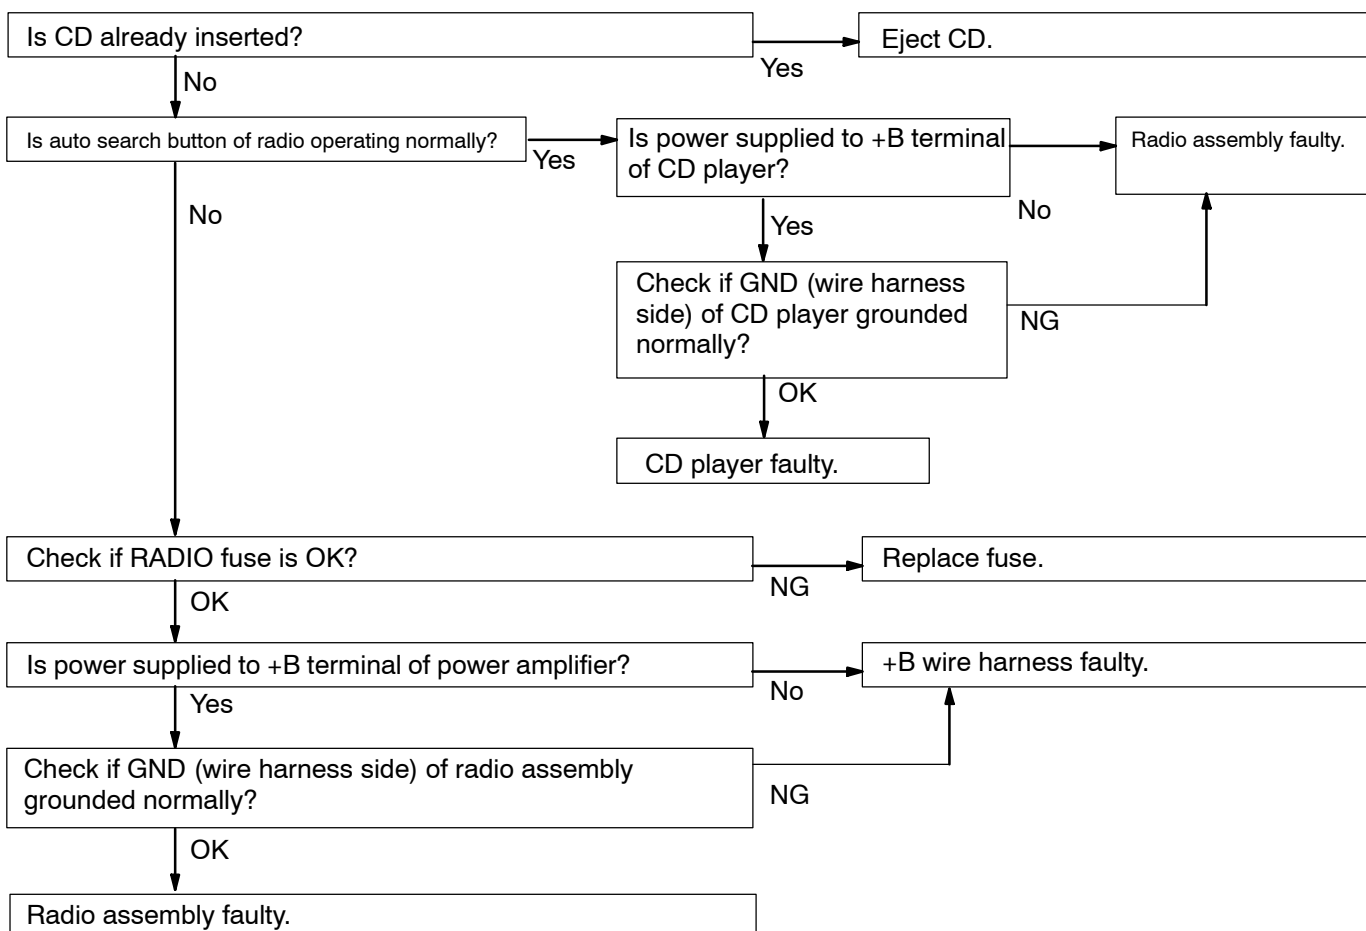 Is CD already inserted?
Eject CD.
Yes
No
Is auto search button of radio operating normally?
Yes
Is power supplied to +B terminal
of CD player?
No
Radio assembly faulty.
No
Yes
Check if GND (wire harness
side) of CD player grounded
normally?
NG
OK
CD player faulty.
Check if RADIO fuse is OK?
NG
Replace fuse.
OK
Is power supplied to +B terminal of power amplifier?
No
+B wire harness faulty.
Yes
Check if GND (wire harness side) of radio assembly
grounded normally?
NG
OK
Radio assembly faulty.